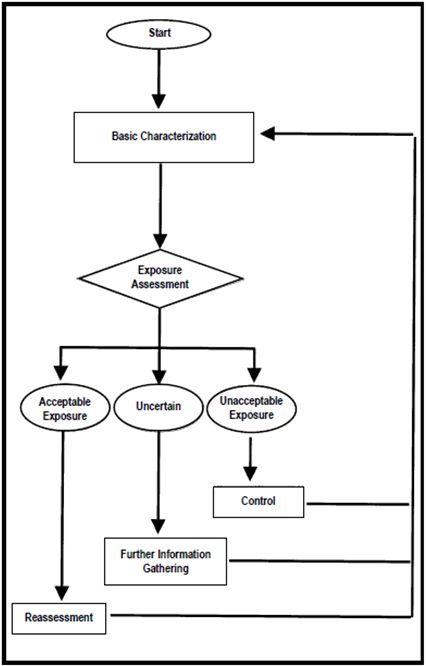 Start
Basic Characterization
Exposure
Assessment
Acceptable
Exposure
Uncertain
Unacceptable
Exposure
Control
Further Information
Gathering
Reassessment